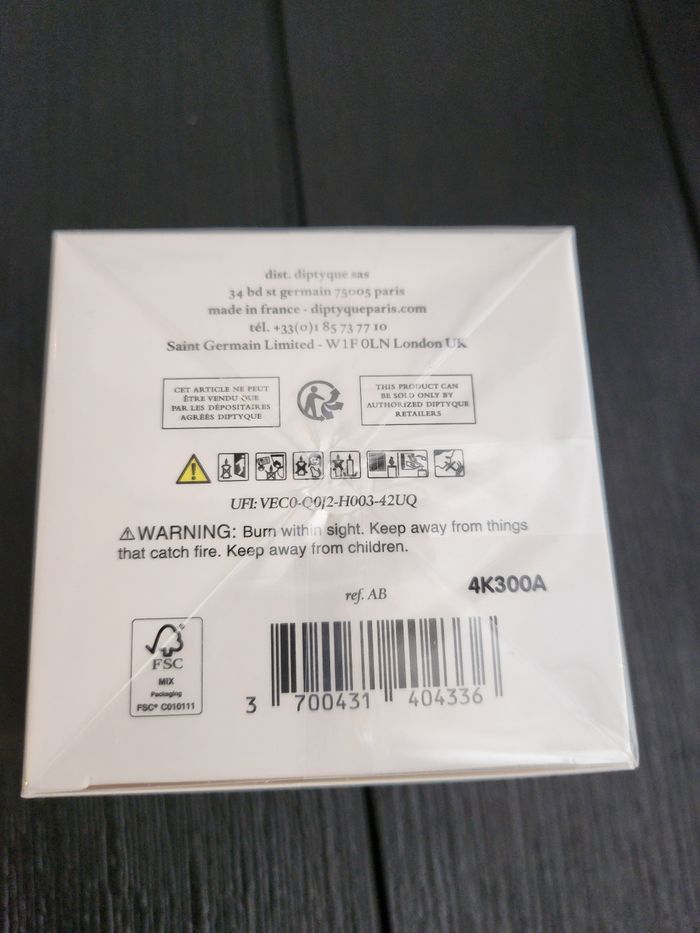 dist. diptyque sas
34 bd st germain 75005 paris
made in france - diptyqueparis.com
tél. +33(0)1 85 73 77 10
Saint Germain Limited - W1F 0LN London UK
CET ARTICLE NE PEUT
ÊTRE VENDU QUE
PAR LES DÉPOSITAIRES
AGRÉÉS DIPTYQUE
THIS PRODUCT CAN
BE SOLD ONLY BY
AUTHORIZED DIPTYQUE
RETAILERS
UFI: VEC0-Q0J2-H003-42UQ
⚠WARNING: Burn within sight. Keep away from things
that catch fire. Keep away from children.
ref. AB
4K300A
FSC
MIX
Packaging
FSC® C010111
3 700431 404336